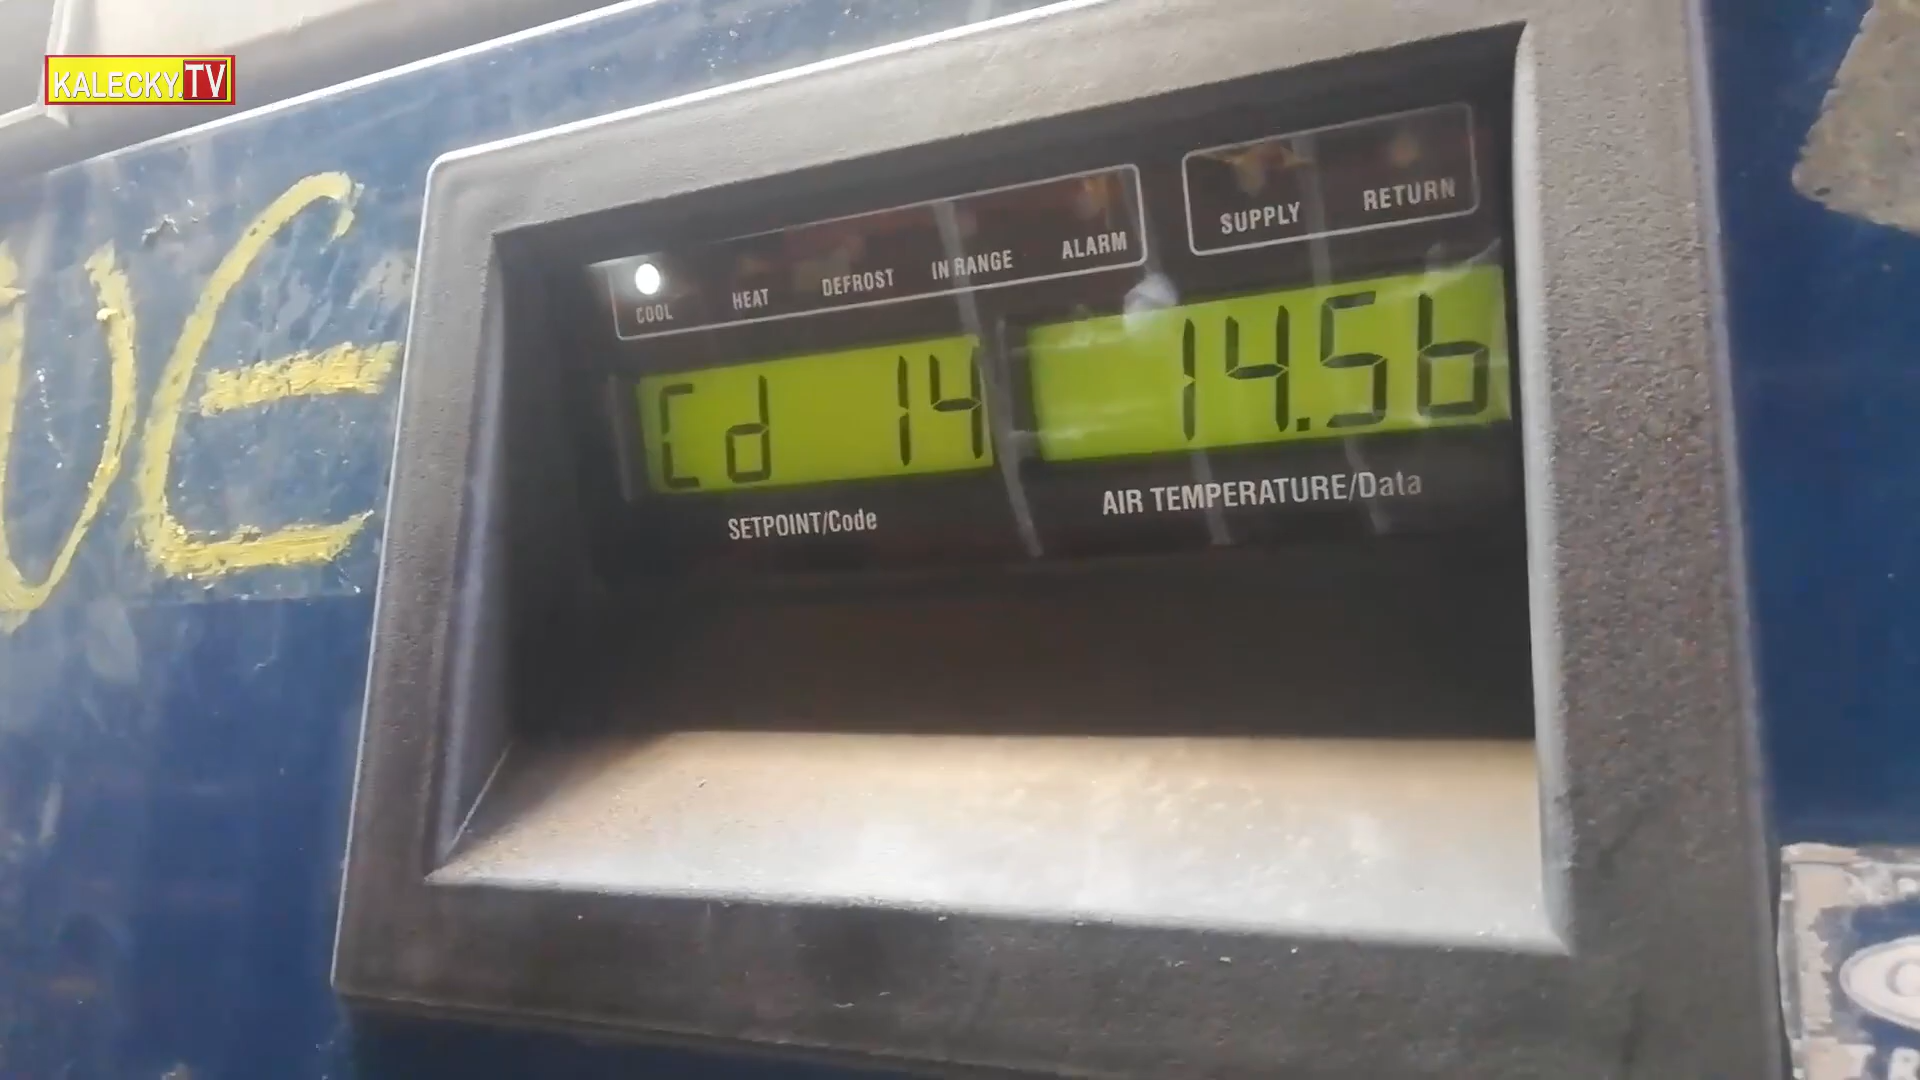 KALECKY.TV
UE
COOL HEAT DEFROST IN RANGE ALARM
SUPPLY RETURN
Cd 14
14.56
SETPOINT/Code
AIR TEMPERATURE/Data